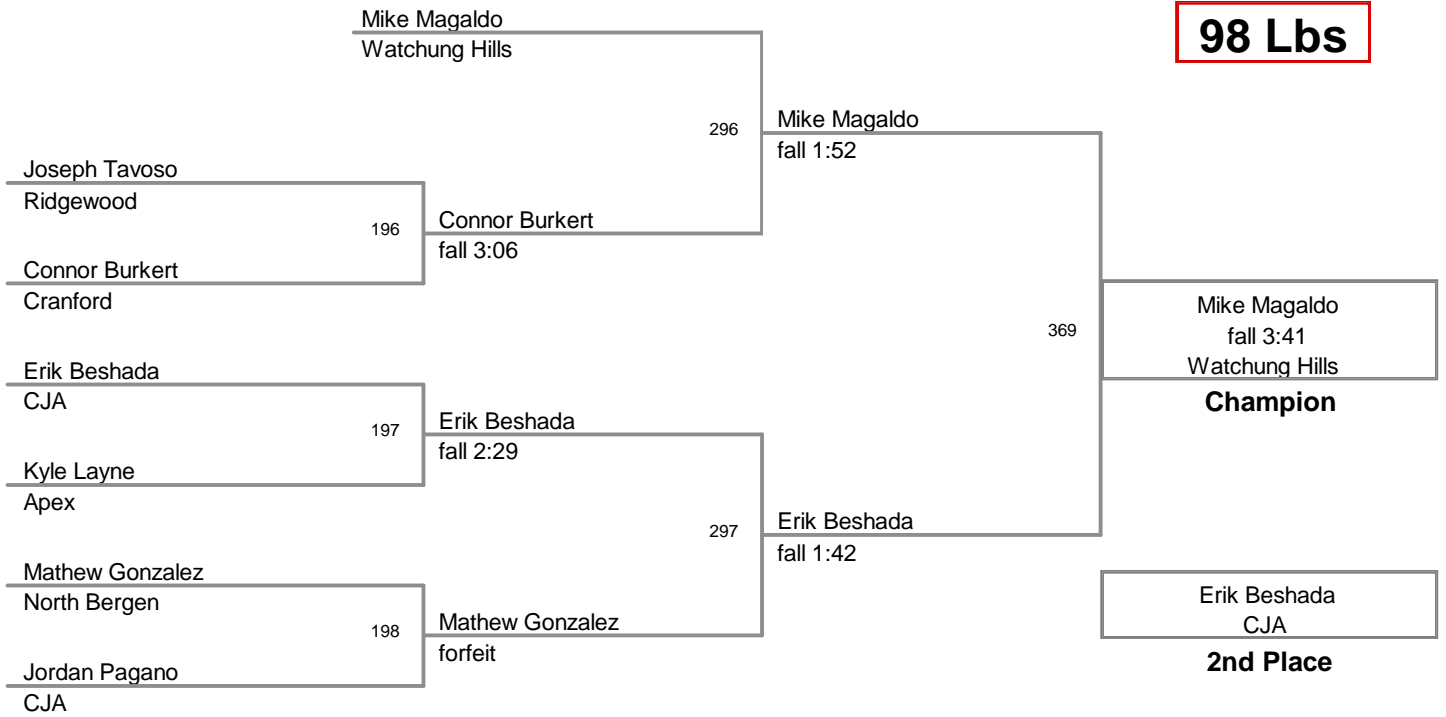 Mike Magaldo
Watchung Hills
98 Lbs
296
Mike Magaldo
fall 1:52
Joseph Tavoso
Ridgewood
196
Connor Burkert
fall 3:06
Connor Burkert
Cranford
369
Mike Magaldo
fall 3:41
Watchung Hills
Champion
Erik Beshada
CJA
197
Erik Beshada
fall 2:29
Kyle Layne
Apex
297
Erik Beshada
fall 1:42
Mathew Gonzalez
North Bergen
198
Mathew Gonzalez
forfeit
Jordan Pagano
CJA
Erik Beshada
CJA
2nd Place